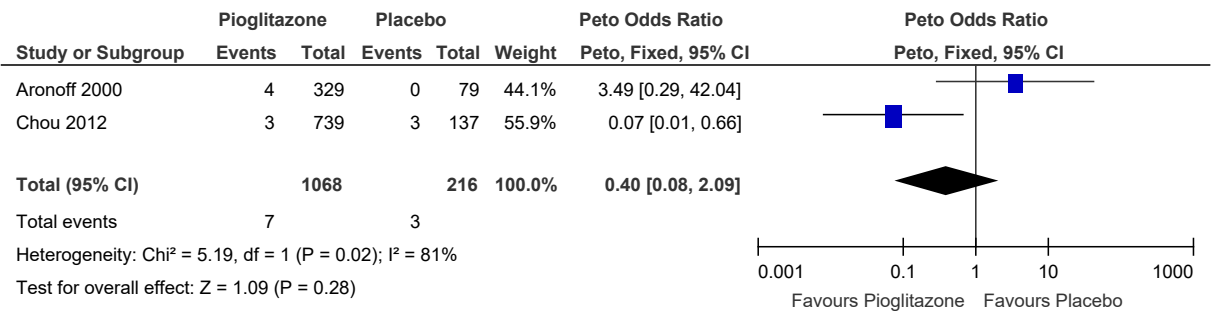 Pioglitazone Placebo Peto Odds Ratio Peto Odds Ratio
Study or Subgroup Events Total Events Total Weight Peto, Fixed, 95% CI Peto, Fixed, 95% CI
Aronoff 2000 4 329 0 79 44.1% 3.49 [0.29, 42.04]
Chou 2012 3 739 3 137 55.9% 0.07 [0.01, 0.66]
Total (95% CI) 1068 216 100.0% 0.40 [0.08, 2.09]
Total events 7 3
Heterogeneity: Chi² = 5.19, df = 1 (P = 0.02); I² = 81%
Test for overall effect: Z = 1.09 (P = 0.28)
0.001 0.1 1 10 1000
Favours Pioglitazone Favours Placebo